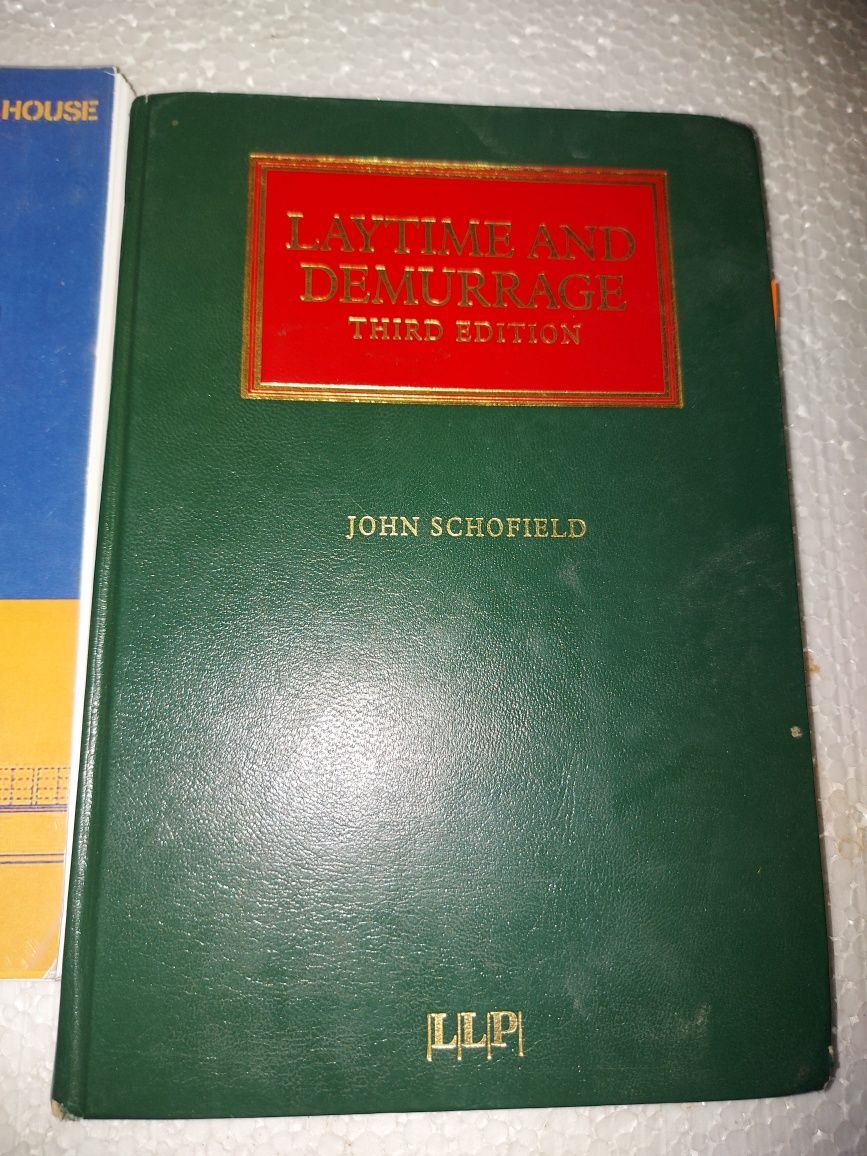 HOUSE
LAYTIME AND
DEMURRAGE
THIRD EDITION
JOHN SCHOFIELD
LLP